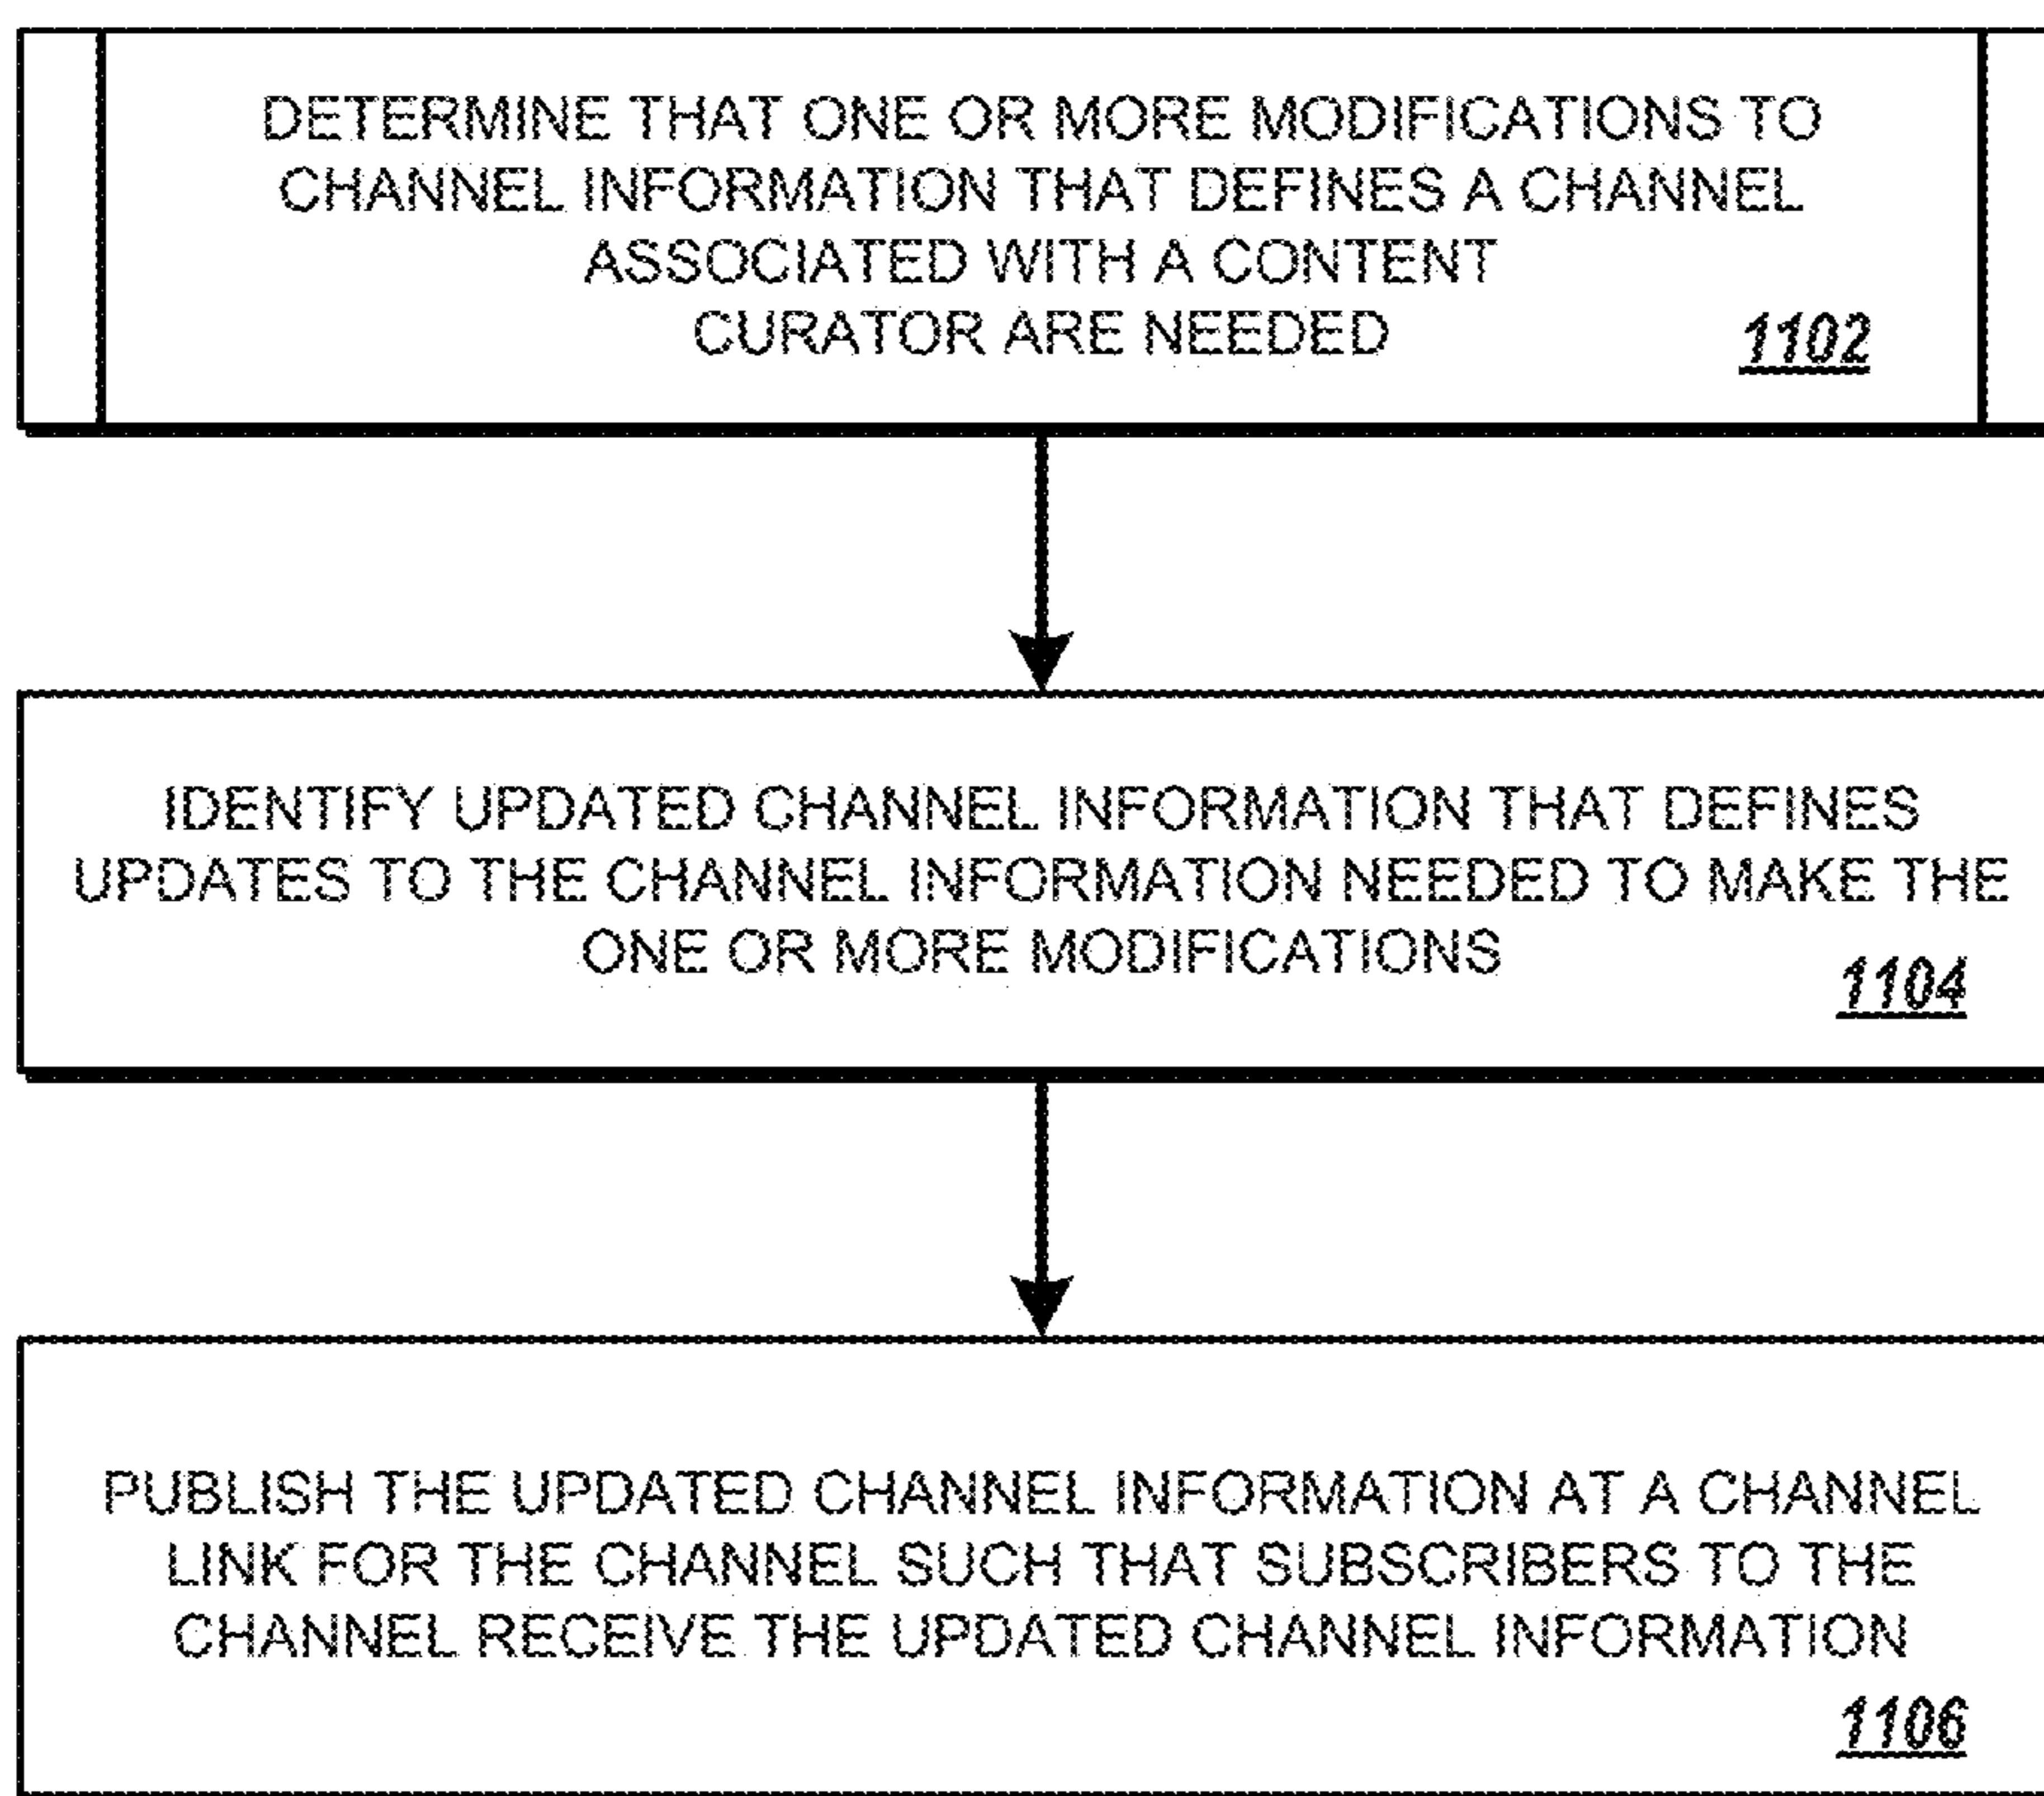 DETERMINE THAT ONE OR MORE MODIFICATIONS TO
CHANNEL INFORMATION THAT DEFINES A CHANNEL
ASSOCIATED WITH A CONTENT
CURATOR ARE NEEDED
1102
IDENTIFY UPDATED CHANNEL INFORMATION THAT DEFINES
UPDATES TO THE CHANNEL INFORMATION NEEDED TO MAKE THE
ONE OR MORE MODIFICATIONS
1104
PUBLISH THE UPDATED CHANNEL INFORMATION AT A CHANNEL
LINK FOR THE CHANNEL SUCH THAT SUBSCRIBERS TO THE
CHANNEL RECEIVE THE UPDATED CHANNEL INFORMATION
1106